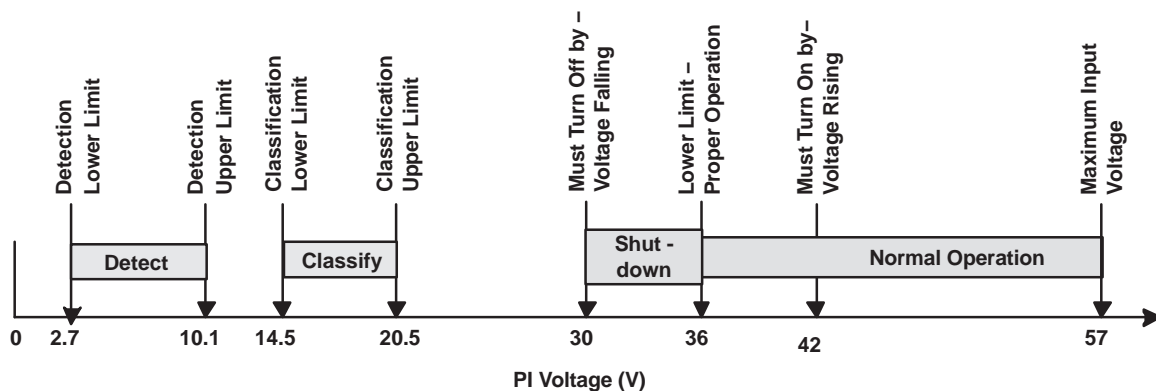 Detection
Lower Limit
Detection
Upper Limit
Classification
Lower Limit
Classification
Upper Limit
Must Turn Off by –
Voltage Falling
Lower Limit –
Proper Operation
Must Turn On by–
Voltage Rising
Maximum Input
Voltage
Detect
Classify
Shut -
down
Normal Operation
0
2.7
10.1
14.5
20.5
30
36
42
57
PI Voltage (V)